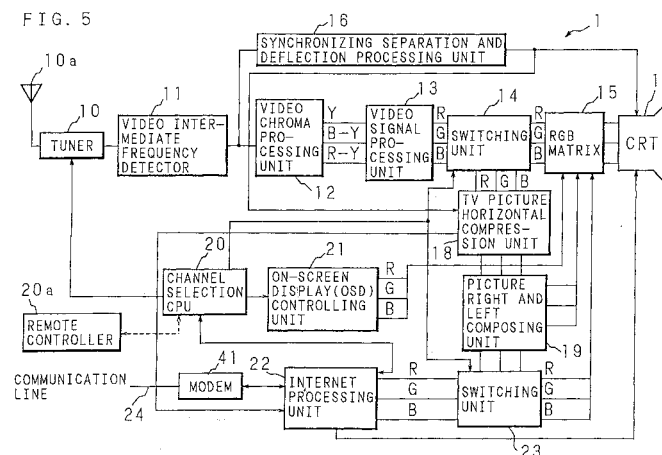 FIG. 5
16
1
SYNCHRONIZING SEPARATION AND
DEFLECTION PROCESSING UNIT
10a
10
TUNER
11
VIDEO INTER-
MEDIATE
FREQUENCY
DETECTOR
VIDEO
CHROMA
PRO-
CESSING
UNIT
12
Y
B-Y
R-Y
13
VIDEO
SIGNAL
PRO-
CESSING
UNIT
R
G
B
14
SWITCHING
UNIT
R
G
B
15
RGB
MATRIX
CRT
1
R G B
TV PICTURE
HORIZONTAL
COMPRES-
SION UNIT
18
20
CHANNEL
SELECTION
CPU
21
ON-SCREEN
DISPLAY(OSD)
CONTROLLING
UNIT
R
G
B
PICTURE
RIGHT AND
LEFT
COMPOSING
UNIT
19
20a
REMOTE
CONTROLLER
COMMUNICATION
LINE
24
41
MODEM
22
INTERNET
PROCESSING
UNIT
R
G
B
SWITCHING
UNIT
23
R
G
B